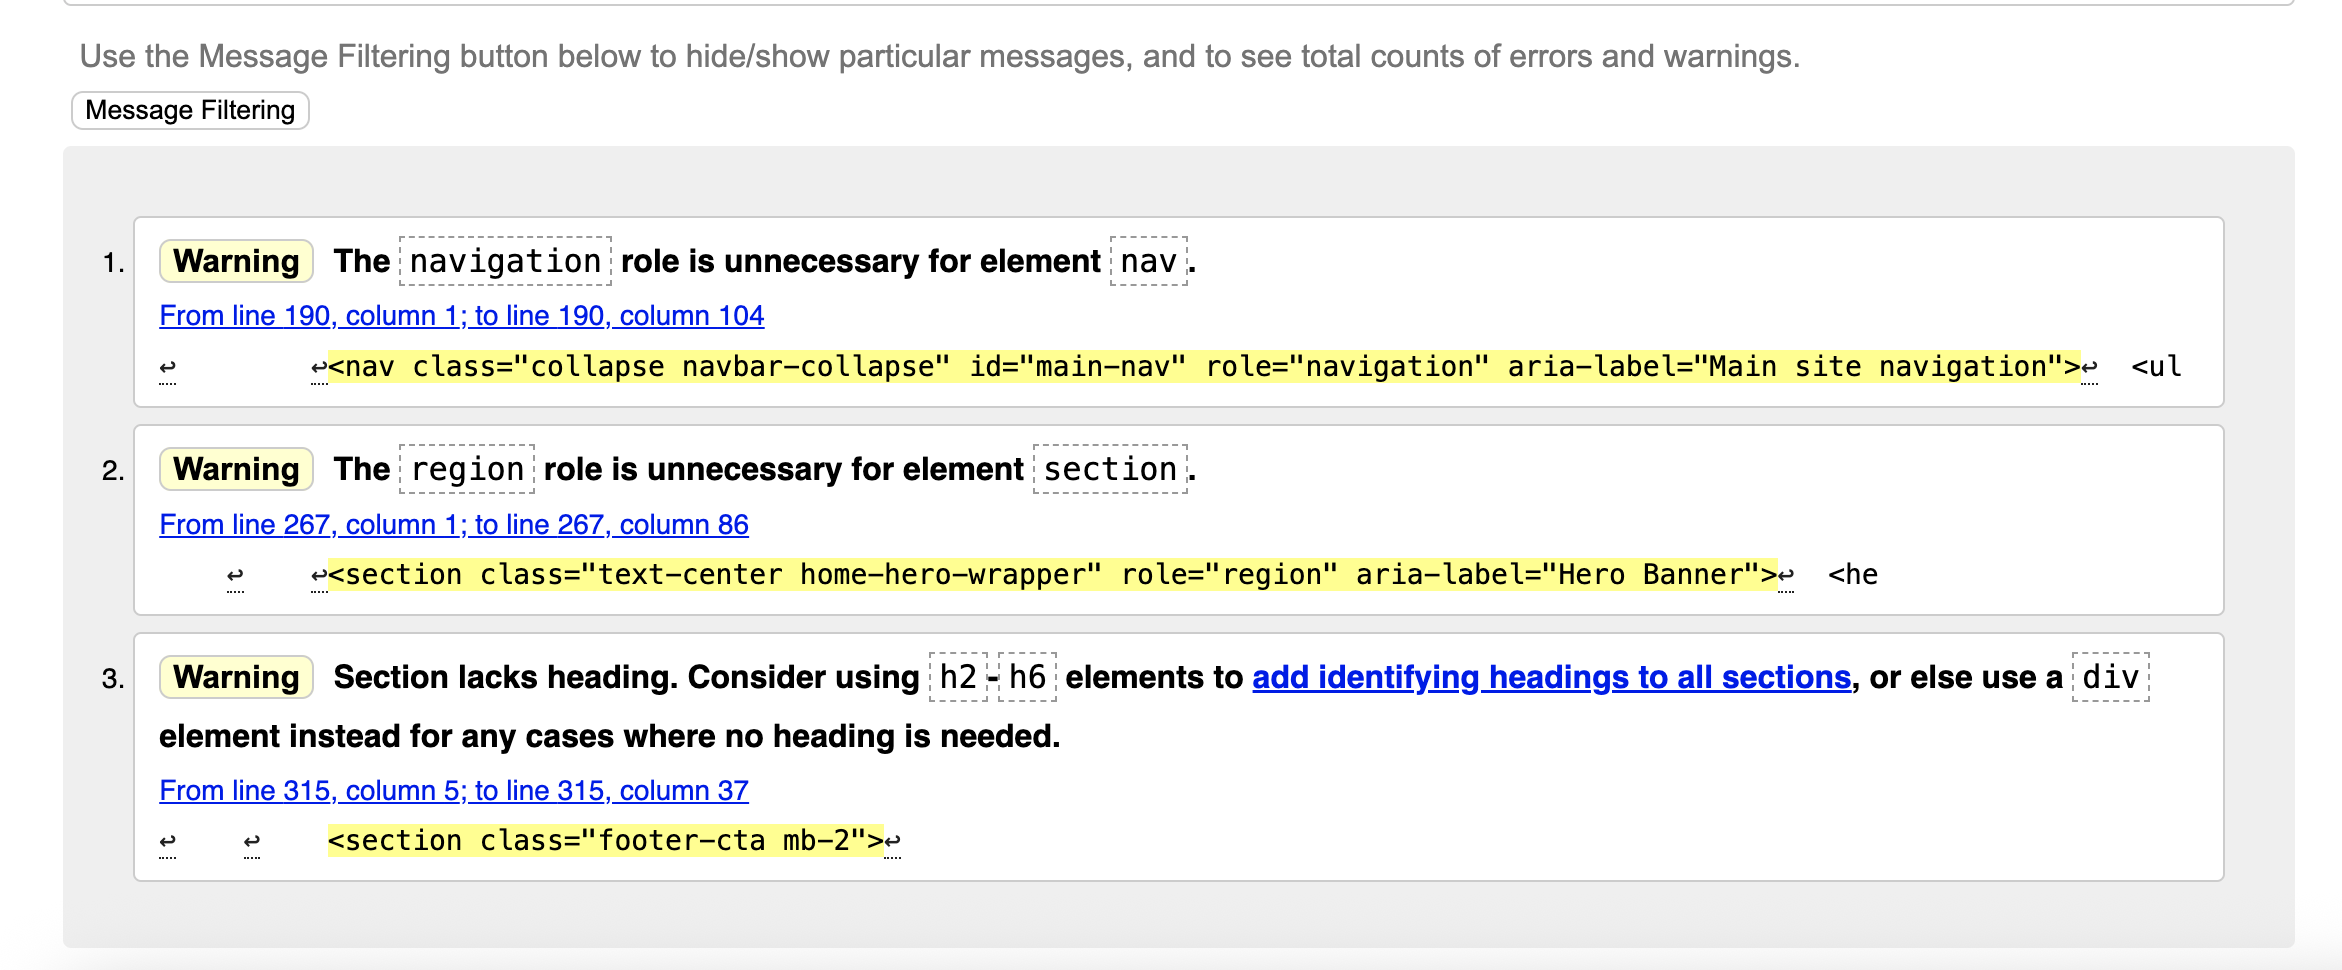 Use the Message Filtering button below to hide/show particular messages, and to see total counts of errors and warnings.
Message Filtering
1. Warning The navigation role is unnecessary for element nav.
From line 190, column 1; to line 190, column 104
↩ ↩<nav class="collapse navbar-collapse" id="main-nav" role="navigation" aria-label="Main site navigation">↩ <ul
2. Warning The region role is unnecessary for element section.
From line 267, column 1; to line 267, column 86
↩ ↩<section class="text-center home-hero-wrapper" role="region" aria-label="Hero Banner">↩ <he
3. Warning Section lacks heading. Consider using h2-h6 elements to add identifying headings to all sections, or else use a div
element instead for any cases where no heading is needed.
From line 315, column 5; to line 315, column 37
↩ ↩ <section class="footer-cta mb-2">↩